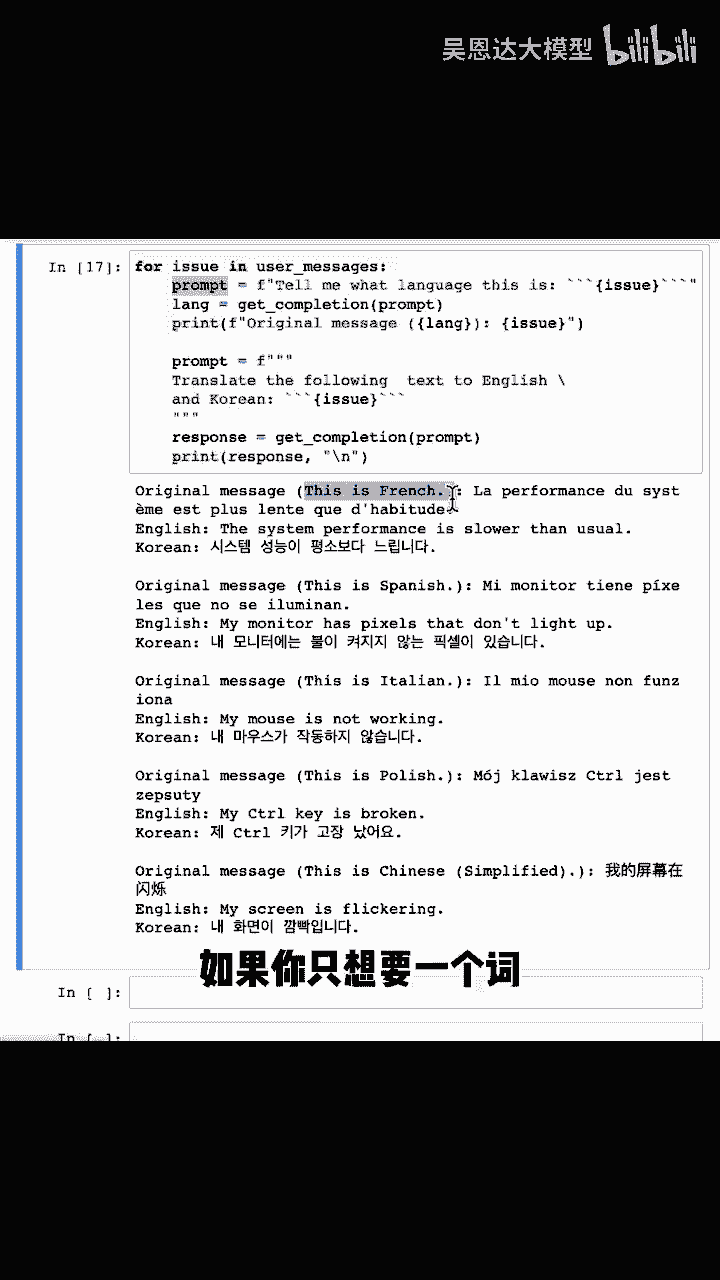 吴恩达大模型 bilibili
In [17]: for issue in user_messages:
prompt = f"Tell me what language this is: ```{issue}```"
lang = get_completion(prompt)
print(f"Original message ({lang}): {issue}")
prompt = f"""
Translate the following  text to English \
and Korean: ```{issue}```
"""
response = get_completion(prompt)
print(response, "\n")
Original message (This is French.): La performance du syst
ème est plus lente que d'habitude.
English: The system performance is slower than usual.
Korean: 시스템 성능이 평소보다 느립니다.
Original message (This is Spanish.): Mi monitor tiene píxe
les que no se iluminan.
English: My monitor has pixels that don't light up.
Korean: 내 모니터에는 불이 켜지지 않는 픽셀이 있습니다.
Original message (This is Italian.): Il mio mouse non funz
iona
English: My mouse is not working.
Korean: 내 마우스가 작동하지 않습니다.
Original message (This is Polish.): Mój klawisz Ctrl jest
zepsuty
English: My Ctrl key is broken.
Korean: 제 Ctrl 키가 고장 났어요.
Original message (This is Chinese (Simplified).): 我的屏幕在
闪烁
English: My screen is flickering.
Korean: 내 화면이 깜빡입니다.
如果你只想要一个词
In [ ]:
In [ ]: